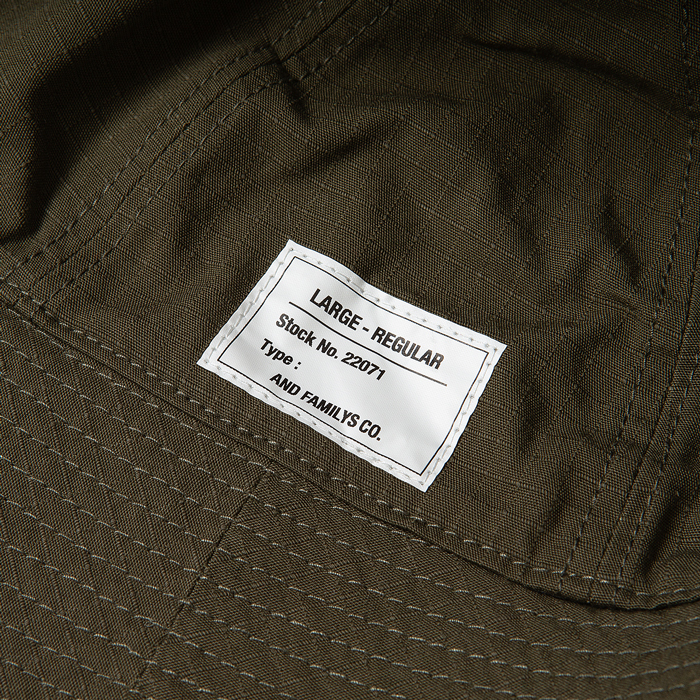 LARGE - REGULAR
Stock No. 22071
Type :
AND FAMILYS CO.